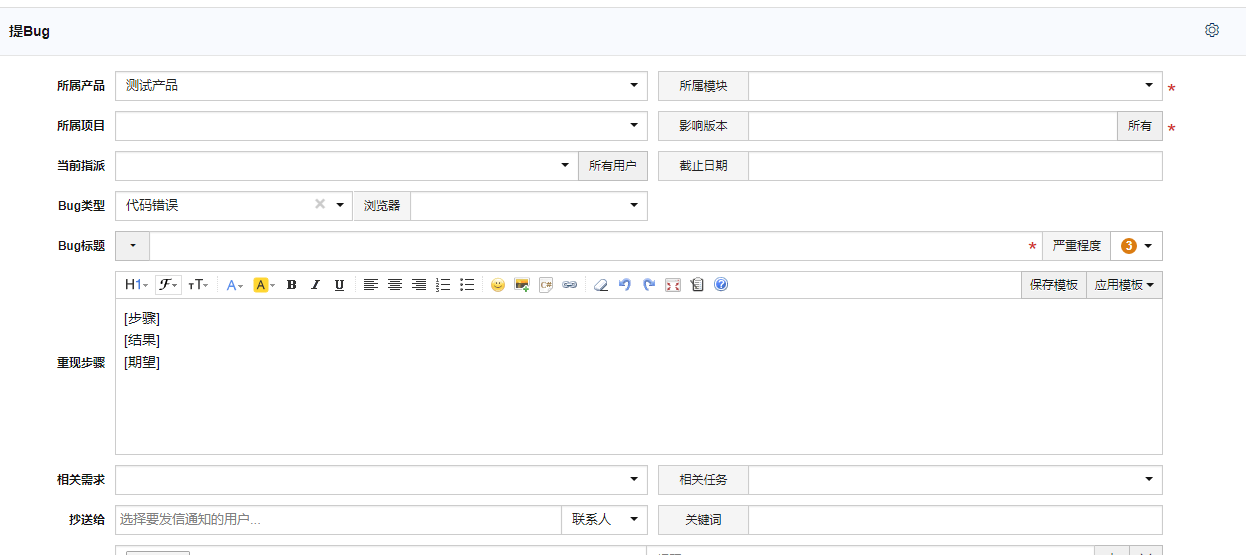 提Bug
所属产品 测试产品 所属模块 *
所属项目 影响版本 所有 *
当前指派 所有用户 截止日期
Bug类型 代码错误 浏览器
Bug标题 * 严重程度 3
H1 F TT A A B I U C# 保存模板 应用模板
重现步骤
[步骤]
[结果]
[期望]
相关需求 相关任务
抄送给 选择要发信通知的用户... 联系人 关键词